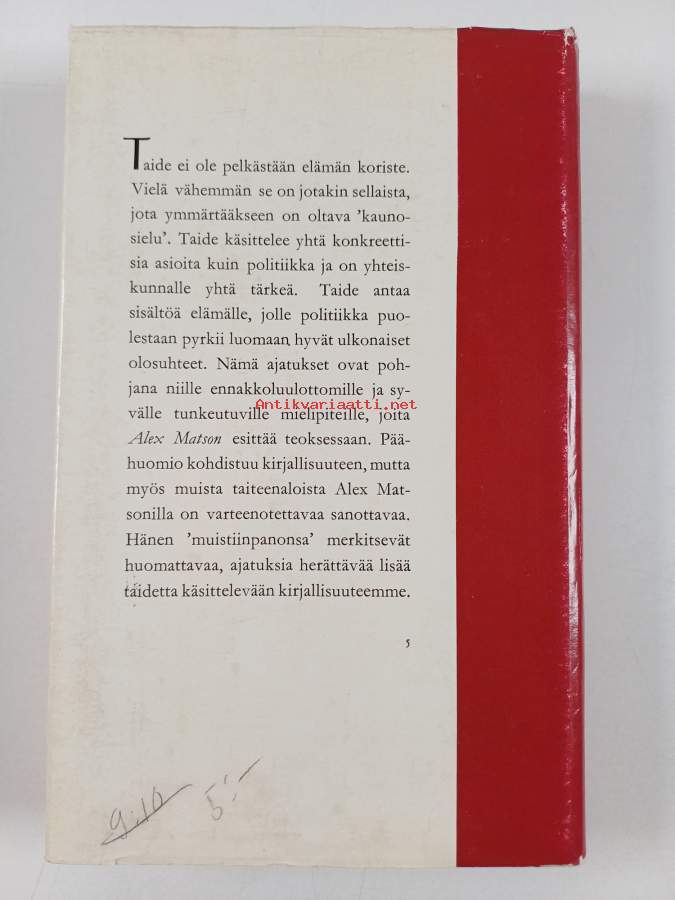 Taide ei ole pelkästään elämän koriste.
Vielä vähemmän se on jotakin sellaista,
jota ymmärtääkseen on oltava 'kauno-
sielu'. Taide käsittelee yhtä konkreetti-
sia asioita kuin politiikka ja on yhteis-
kunnalle yhtä tärkeä. Taide antaa
sisältöä elämälle, jolle politiikka puo-
lestaan pyrkii luomaan hyvät ulkonaiset
olosuhteet. Nämä ajatukset ovat poh-
jana niille ennakkoluulottomille ja sy-
Antikvariaatti.net
välle tunkeutuville mielipiteille, joita
Alex Matson esittää teoksessaan. Pää-
huomio kohdistuu kirjallisuuteen, mutta
myös muista taiteenaloista Alex Mat-
sonilla on varteenotettavaa sanottavaa.
Hänen 'muistiinpanonsa' merkitsevät
huomattavaa, ajatuksia herättävää lisää
taidetta käsittelevään kirjallisuuteemme.
5
9:10 5:-